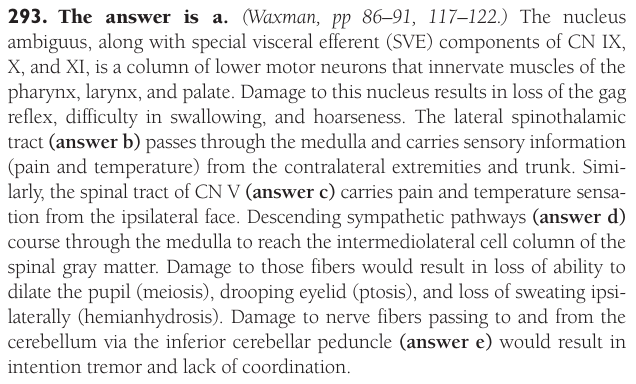 293. The answer is a. (Waxman, pp 86–91, 117–122.) The nucleus
ambiguus, along with special visceral efferent (SVE) components of CN IX,
X, and XI, is a column of lower motor neurons that innervate muscles of the
pharynx, larynx, and palate. Damage to this nucleus results in loss of the gag
reflex, difficulty in swallowing, and hoarseness. The lateral spinothalamic
tract (answer b) passes through the medulla and carries sensory information
(pain and temperature) from the contralateral extremities and trunk. Simi-
larly, the spinal tract of CN V (answer c) carries pain and temperature sensa-
tion from the ipsilateral face. Descending sympathetic pathways (answer d)
course through the medulla to reach the intermediolateral cell column of the
spinal gray matter. Damage to those fibers would result in loss of ability to
dilate the pupil (meiosis), drooping eyelid (ptosis), and loss of sweating ipsi-
laterally (hemianhydrosis). Damage to nerve fibers passing to and from the
cerebellum via the inferior cerebellar peduncle (answer e) would result in
intention tremor and lack of coordination.